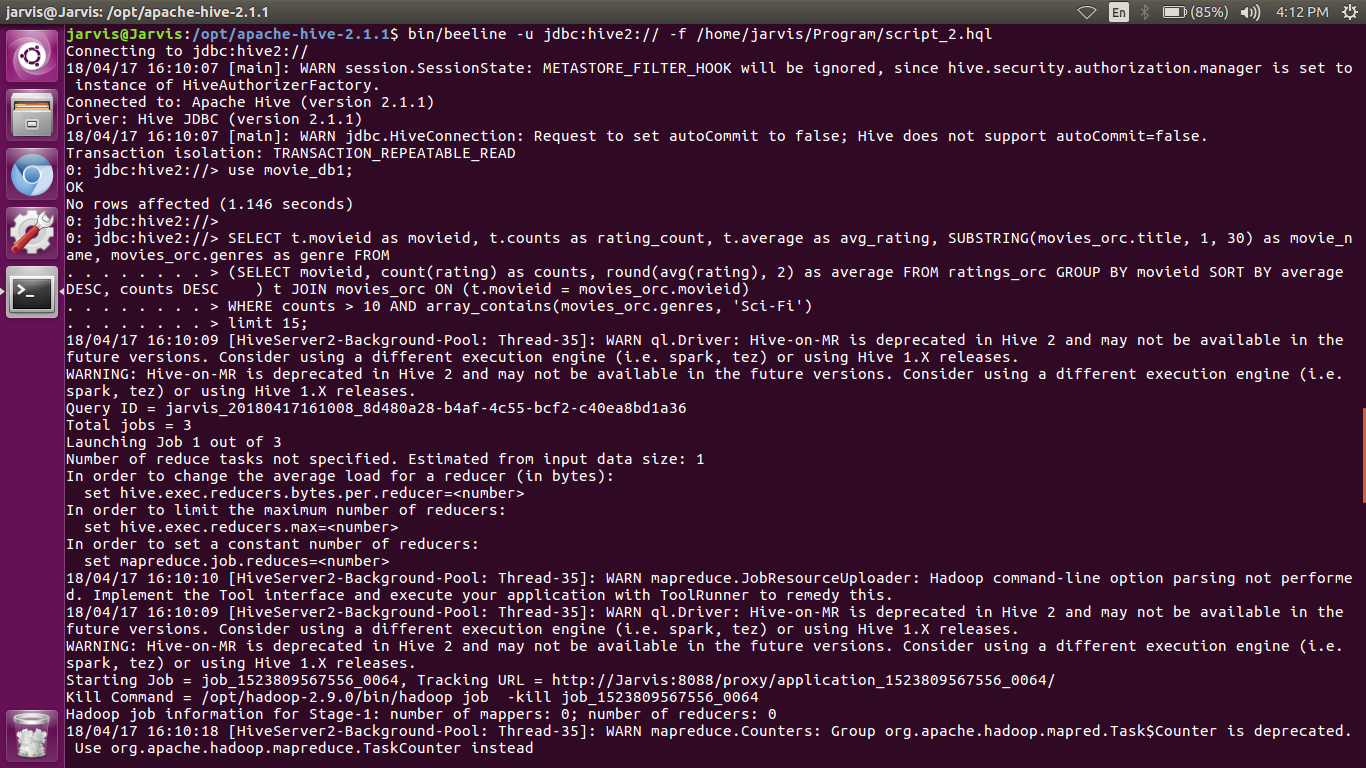 jarvis@Jarvis: /opt/apache-hive-2.1.1
En
(85%)
4:12 PM
jarvis@Jarvis:/opt/apache-hive-2.1.1$ bin/beeline -u jdbc:hive2:// -f /home/jarvis/Program/script_2.hql
Connecting to jdbc:hive2://
18/04/17 16:10:07 [main]: WARN session.SessionState: METASTORE_FILTER_HOOK will be ignored, since hive.security.authorization.manager is set to
 instance of HiveAuthorizerFactory.
Connected to: Apache Hive (version 2.1.1)
Driver: Hive JDBC (version 2.1.1)
18/04/17 16:10:07 [main]: WARN jdbc.HiveConnection: Request to set autoCommit to false; Hive does not support autoCommit=false.
Transaction isolation: TRANSACTION_REPEATABLE_READ
0: jdbc:hive2://> use movie_db1;
OK
No rows affected (1.146 seconds)
0: jdbc:hive2://>
0: jdbc:hive2://> SELECT t.movieid as movieid, t.counts as rating_count, t.average as avg_rating, SUBSTRING(movies_orc.title, 1, 30) as movie_n
ame, movies_orc.genres as genre FROM
. . . . . . . . > (SELECT movieid, count(rating) as counts, round(avg(rating), 2) as average FROM ratings_orc GROUP BY movieid SORT BY average
DESC, counts DESC    ) t JOIN movies_orc ON (t.movieid = movies_orc.movieid)
. . . . . . . . > WHERE counts > 10 AND array_contains(movies_orc.genres, 'Sci-Fi')
. . . . . . . . > limit 15;
18/04/17 16:10:09 [HiveServer2-Background-Pool: Thread-35]: WARN ql.Driver: Hive-on-MR is deprecated in Hive 2 and may not be available in the
future versions. Consider using a different execution engine (i.e. spark, tez) or using Hive 1.X releases.
WARNING: Hive-on-MR is deprecated in Hive 2 and may not be available in the future versions. Consider using a different execution engine (i.e.
spark, tez) or using Hive 1.X releases.
Query ID = jarvis_20180417161008_8d480a28-b4af-4c55-bcf2-c40ea8bd1a36
Total jobs = 3
Launching Job 1 out of 3
Number of reduce tasks not specified. Estimated from input data size: 1
In order to change the average load for a reducer (in bytes):
  set hive.exec.reducers.bytes.per.reducer=<number>
In order to limit the maximum number of reducers:
  set hive.exec.reducers.max=<number>
In order to set a constant number of reducers:
  set mapreduce.job.reduces=<number>
18/04/17 16:10:10 [HiveServer2-Background-Pool: Thread-35]: WARN mapreduce.JobResourceUploader: Hadoop command-line option parsing not performe
d. Implement the Tool interface and execute your application with ToolRunner to remedy this.
18/04/17 16:10:09 [HiveServer2-Background-Pool: Thread-35]: WARN ql.Driver: Hive-on-MR is deprecated in Hive 2 and may not be available in the
future versions. Consider using a different execution engine (i.e. spark, tez) or using Hive 1.X releases.
WARNING: Hive-on-MR is deprecated in Hive 2 and may not be available in the future versions. Consider using a different execution engine (i.e.
spark, tez) or using Hive 1.X releases.
Starting Job = job_1523809567556_0064, Tracking URL = http://Jarvis:8088/proxy/application_1523809567556_0064/
Kill Command = /opt/hadoop-2.9.0/bin/hadoop job  -kill job_1523809567556_0064
Hadoop job information for Stage-1: number of mappers: 0; number of reducers: 0
18/04/17 16:10:18 [HiveServer2-Background-Pool: Thread-35]: WARN mapreduce.Counters: Group org.apache.hadoop.mapred.Task$Counter is deprecated.
 Use org.apache.hadoop.mapreduce.TaskCounter instead